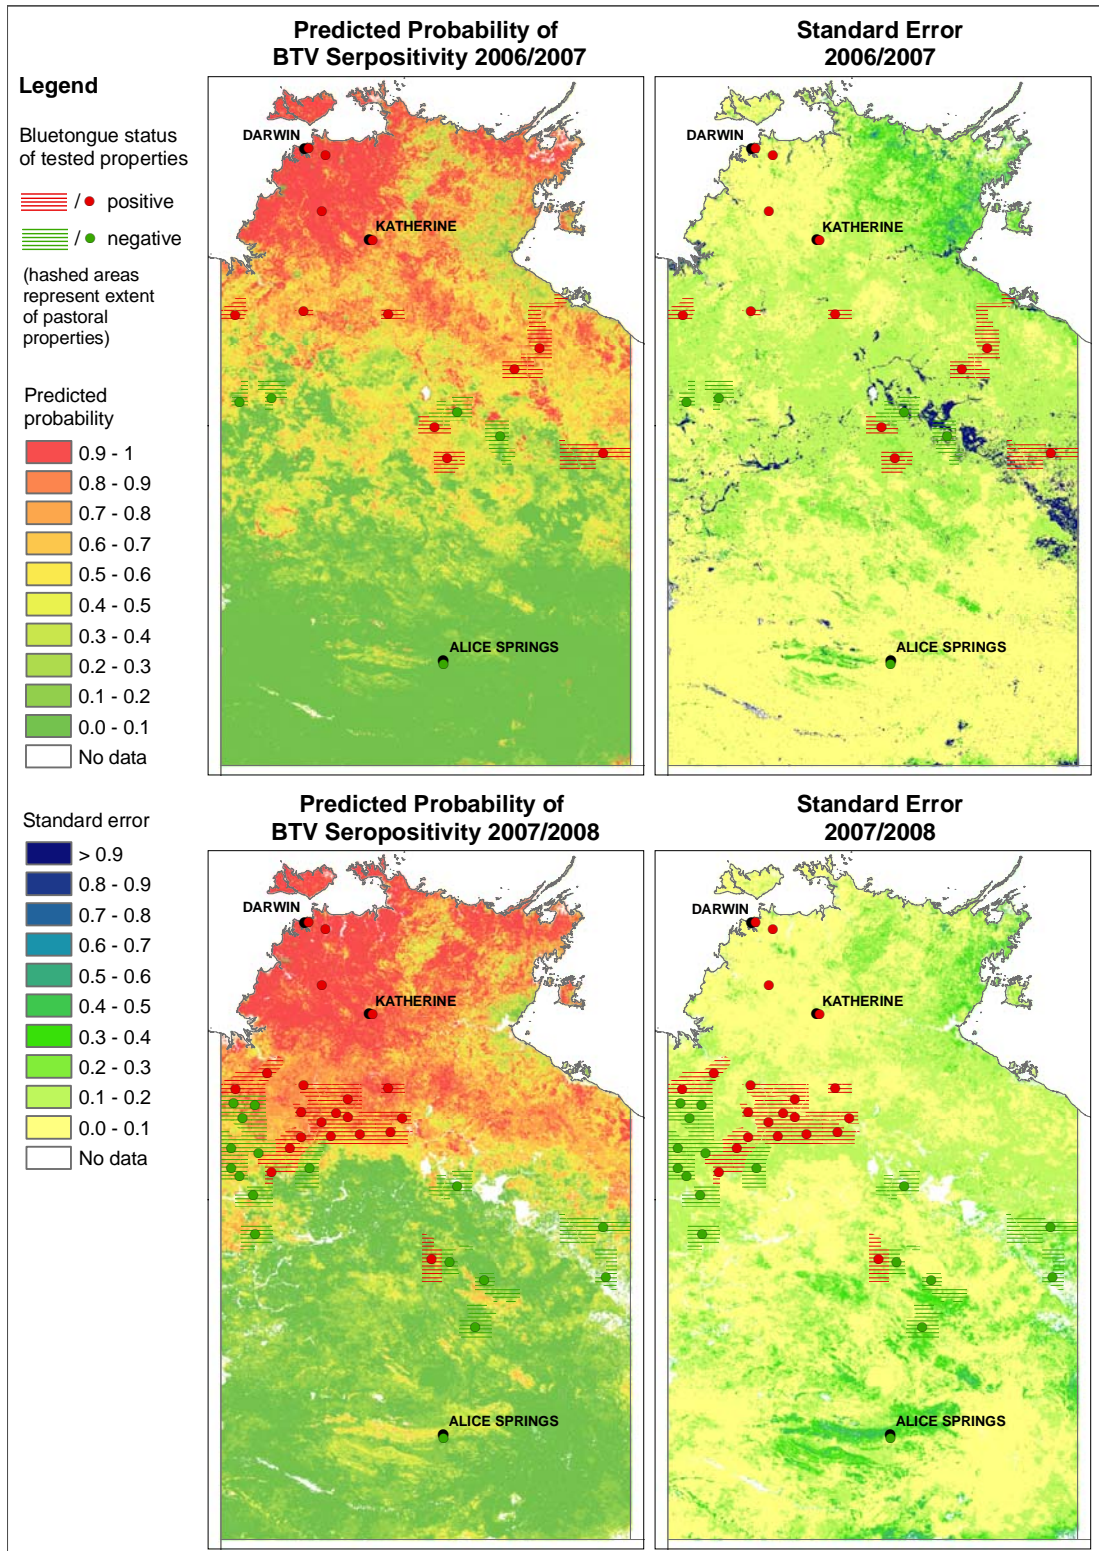 Predicted Probability of
BTV Serpositivity 2006/2007
Standard Error
2006/2007
Legend
Bluetongue status
of tested properties
/ positive
/ negative
(hashed areas
represent extent
of pastoral
properties)
Predicted
probability
0.9 - 1
0.8 - 0.9
0.7 - 0.8
0.6 - 0.7
0.5 - 0.6
0.4 - 0.5
0.3 - 0.4
0.2 - 0.3
0.1 - 0.2
0.0 - 0.1
No data
Standard error
> 0.9
0.8 - 0.9
0.7 - 0.8
0.6 - 0.7
0.5 - 0.6
0.4 - 0.5
0.3 - 0.4
0.2 - 0.3
0.1 - 0.2
0.0 - 0.1
No data
DARWIN
KATHERINE
ALICE SPRINGS
DARWIN
KATHERINE
ALICE SPRINGS
Predicted Probability of
BTV Seropositivity 2007/2008
Standard Error
2007/2008
DARWIN
KATHERINE
ALICE SPRINGS
DARWIN
KATHERINE
ALICE SPRINGS